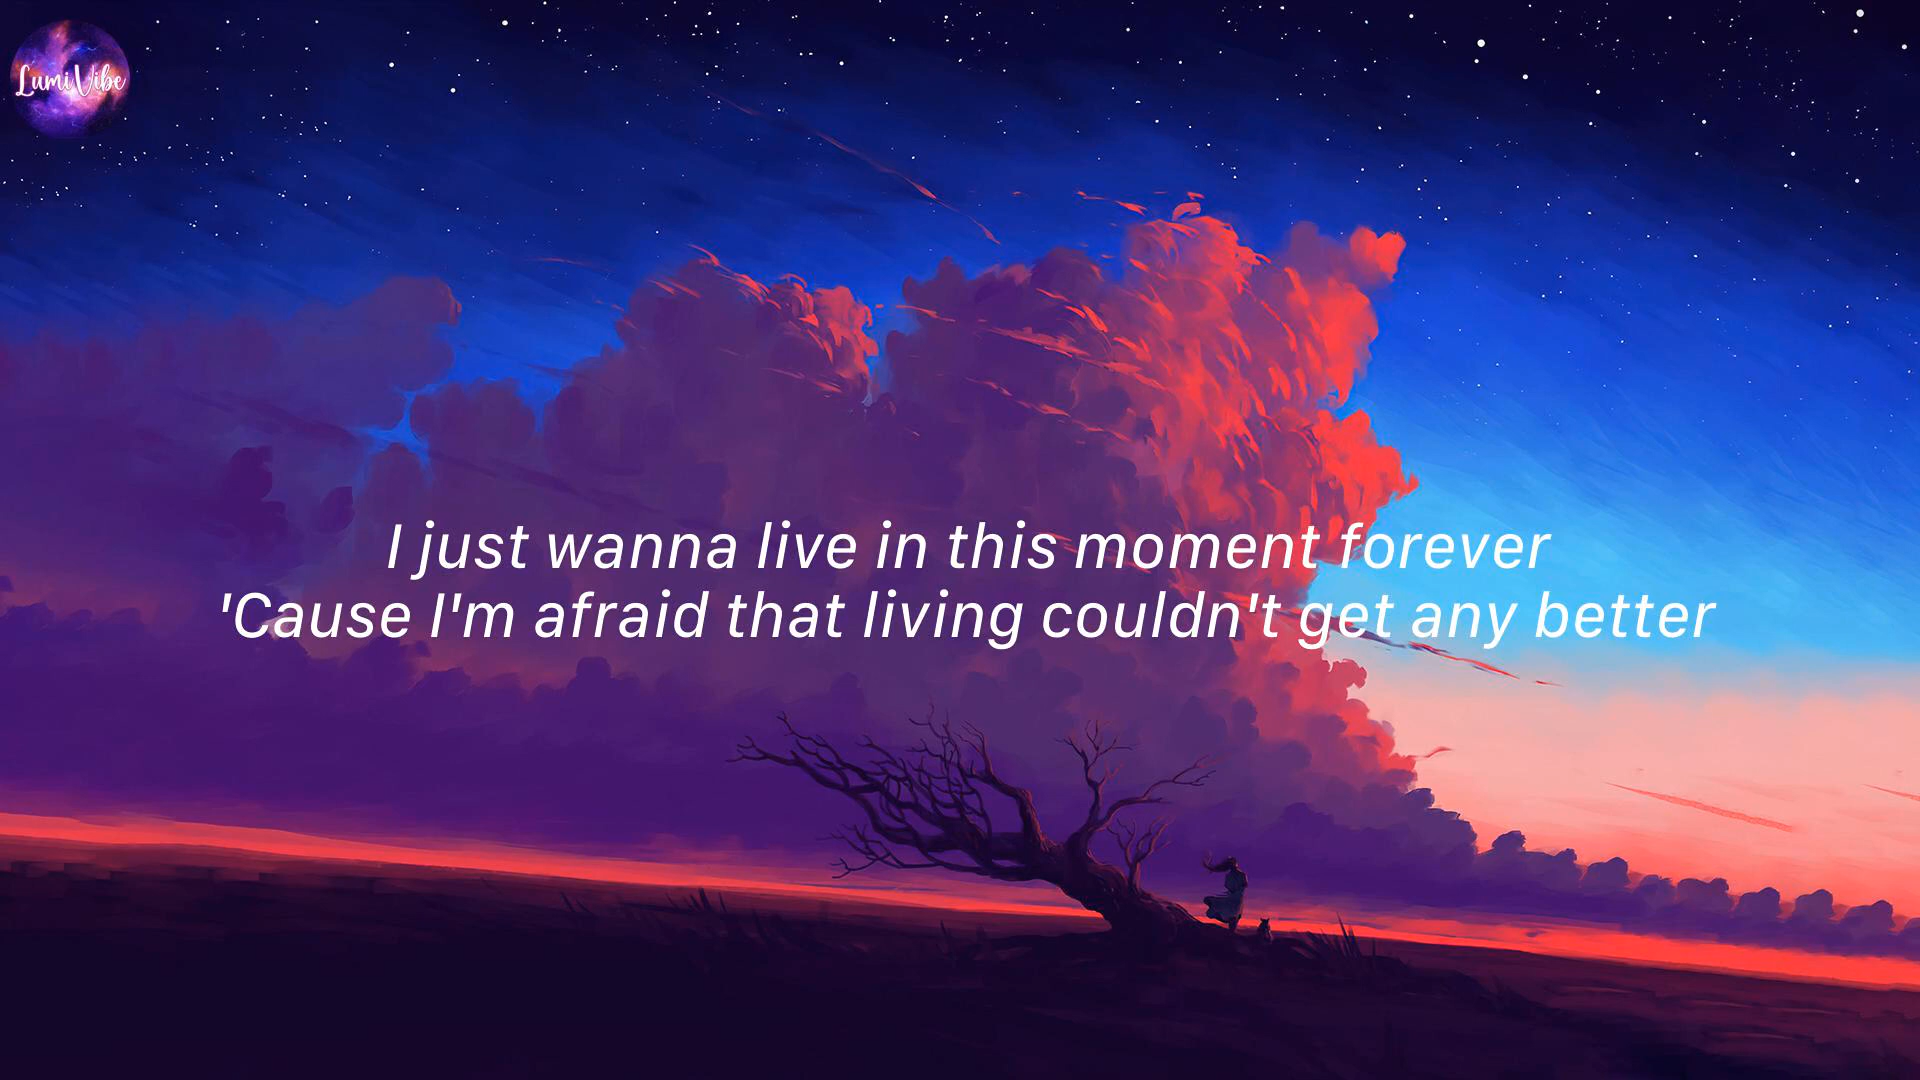 LumiVibe
I just wanna live in this moment forever
'Cause I'm afraid that living couldn't get any better